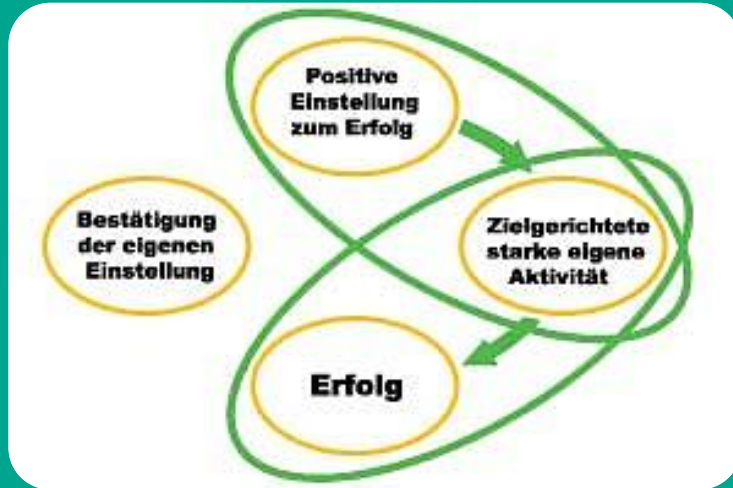 Positive
Einstellung
zum Erfolg
Zielgerichtete
starke eigene
Aktivität
Erfolg
Bestätigung
der eigenen
Einstellung